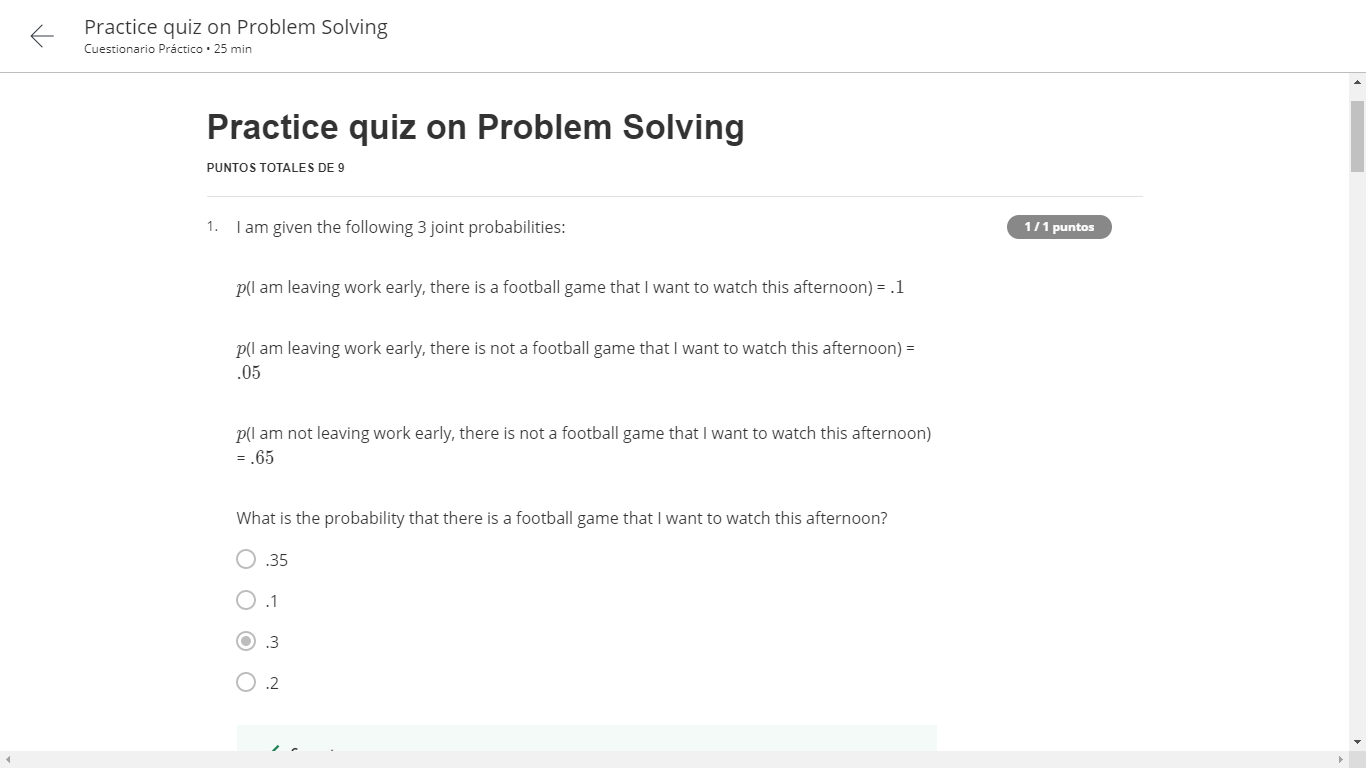 Practice quiz on Problem Solving
Cuestionario Práctico • 25 min
Practice quiz on Problem Solving
PUNTOS TOTALES DE 9
1. I am given the following 3 joint probabilities:
1 / 1 puntos
p(I am leaving work early, there is a football game that I want to watch this afternoon) = .1
p(I am leaving work early, there is not a football game that I want to watch this afternoon) =
.05
p(I am not leaving work early, there is not a football game that I want to watch this afternoon)
= .65
What is the probability that there is a football game that I want to watch this afternoon?
.35
.1
.3
.2